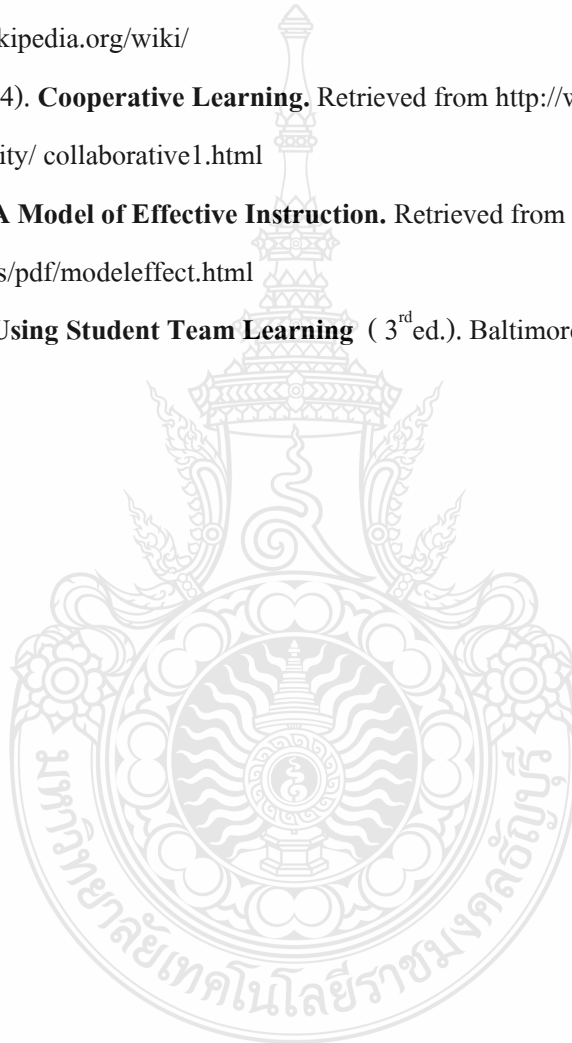 kipedia.org/wiki/
4). Cooperative Learning. Retrieved from http://w
ity/ collaborative1.html
A Model of Effective Instruction. Retrieved from
s/pdf/modeleffect.html
Using Student Team Learning ( 3rd ed.). Baltimore
มหาวิทยาลัยเทคโนโลยีราชมงคลธัญบุรี